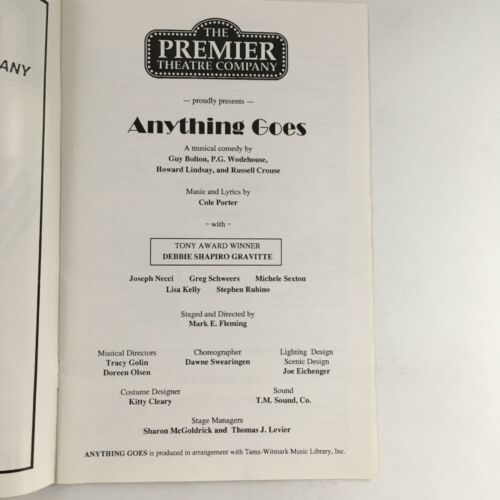 ANY
THE
PREMIER
THEATRE COMPANY
— proudly presents —
Anything Goes
A musical comedy by
Guy Bolton, P.G. Wodehouse,
Howard Lindsay, and Russell Crouse
Music and Lyrics by
Cole Porter
~ with ~
TONY AWARD WINNER
DEBBIE SHAPIRO GRAVITTE
Joseph Necci Greg Schweers Michele Sexton
Lisa Kelly Stephen Rubino
Staged and Directed by
Mark E. Fleming
Musical Directors
Tracy Golin
Doreen Olsen
Choreographer
Dawne Swearingen
Lighting Design
Scenic Design
Joe Eichenger
Costume Designer
Kitty Cleary
Sound
T.M. Sound, Co.
Stage Managers
Sharon McGoldrick and Thomas J. Levier
ANYTHING GOES is produced in arrangement with Tams-Witmark Music Library, Inc.